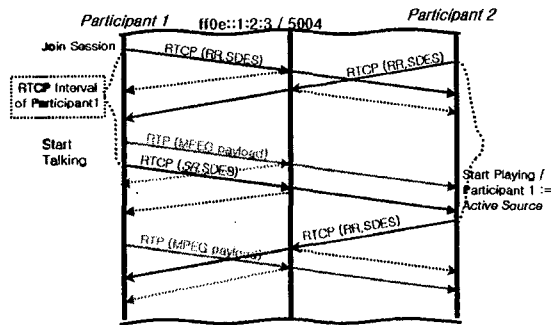 Participant 1
ff0e::1:2:3 / 5004
Participant 2
Join Session
RTCP (RR,SDES)
RTCP (RR,SDES)
RTCP Interval
of Participant1
Start
Talking
RTP (MPEG payload)
RTCP (SR,SDES)
Start Playing /
Participant 1 :=
Active Source
RTCP (RR,SDES)
RTP (MPEG payload)